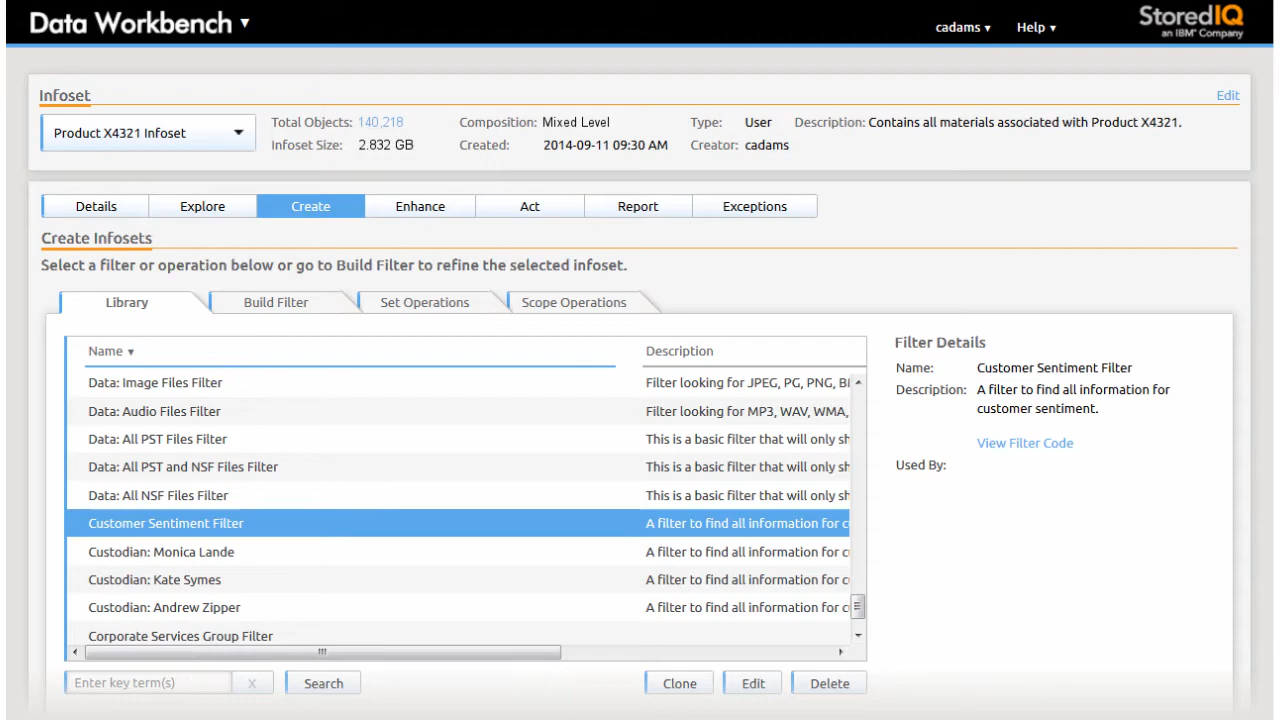 Data Workbench ▾
cadams ▾ Help ▾
StoredIQ
an IBM® Company
Infoset
Edit
Product X4321 Infoset
Total Objects: 140,218 Composition: Mixed Level Type: User Description: Contains all materials associated with Product X4321.
Infoset Size: 2.832 GB Created: 2014-09-11 09:30 AM Creator: cadams
Details Explore Create Enhance Act Report Exceptions
Create Infosets
Select a filter or operation below or go to Build Filter to refine the selected infoset.
Library Build Filter Set Operations Scope Operations
Name ▾ Description
Data: Image Files Filter Filter looking for JPEG, PG, PNG,
Data: Audio Files Filter Filter looking for MP3, WAV, WMA,
Data: All PST Files Filter This is a basic filter that will only sh
Data: All PST and NSF Files Filter This is a basic filter that will only sh
Data: All NSF Files Filter This is a basic filter that will only sh
Customer Sentiment Filter A filter to find all information for c
Custodian: Monica Lande A filter to find all information for c
Custodian: Kate Symes A filter to find all information for c
Custodian: Andrew Zipper A filter to find all information for c
Corporate Services Group Filter
Filter Details
Name: Customer Sentiment Filter
Description: A filter to find all information for
customer sentiment.
View Filter Code
Used By:
Enter key term(s) X Search Clone Edit Delete